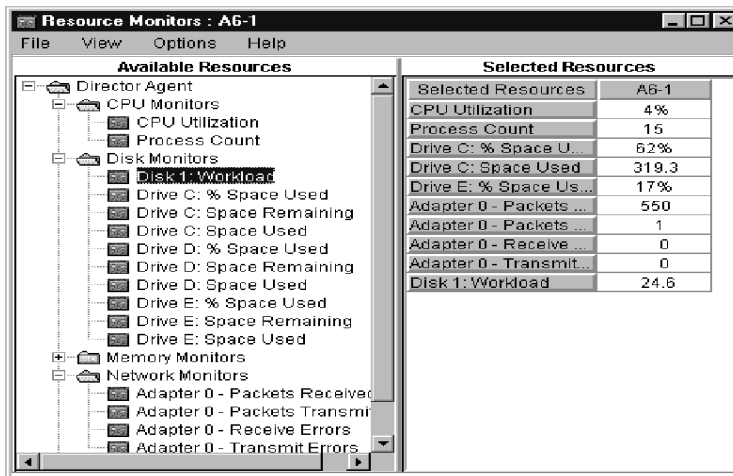 Resource Monitors : A6-1
File View Options Help
Available Resources
Director Agent
CPU Monitors
CPU Utilization
Process Count
Disk Monitors
Disk 1: Workload
Drive C: % Space Used
Drive C: Space Remaining
Drive C: Space Used
Drive D: % Space Used
Drive D: Space Remaining
Drive D: Space Used
Drive E: % Space Used
Drive E: Space Remaining
Drive E: Space Used
Memory Monitors
Network Monitors
Adapter 0 - Packets Received
Adapter 0 - Packets Transmi
Adapter 0 - Receive Errors
Adapter 0 - Transmit Errors
Selected Resources
Selected Resources A6-1
CPU Utilization 4%
Process Count 15
Drive C: % Space U... 62%
Drive C: Space Used 319.3
Drive E: % Space Us... 17%
Adapter 0 - Packets ... 550
Adapter 0 - Packets ... 1
Adapter 0 - Receive ... 0
Adapter 0 - Transmit... 0
Disk 1: Workload 24.6